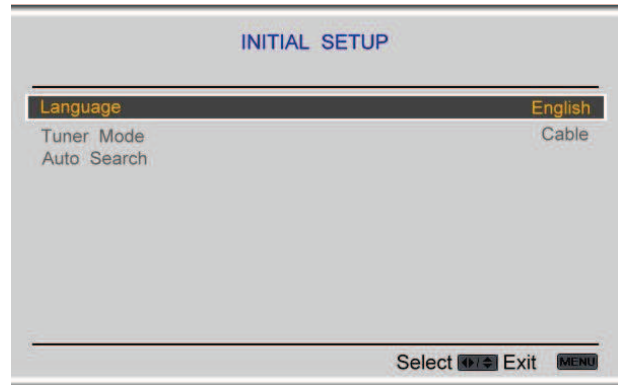 INITIAL SETUP
Language English
Tuner Mode Cable
Auto Search
Select Exit MENU